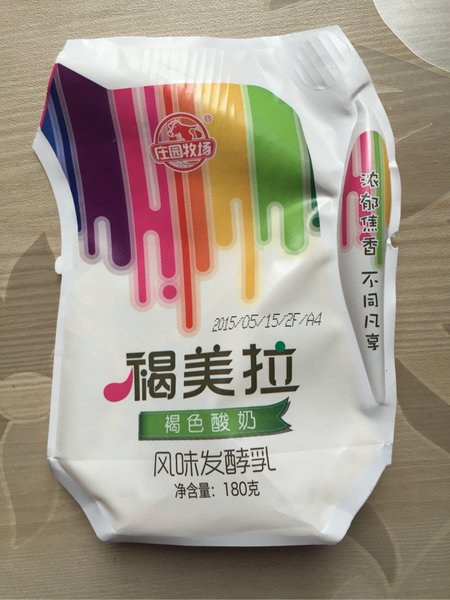 庄园牧场
®
浓郁焦香 不同凡享
2015/05/15/2F/A4
褐美拉
褐色酸奶
风味发酵乳
净含量：180克